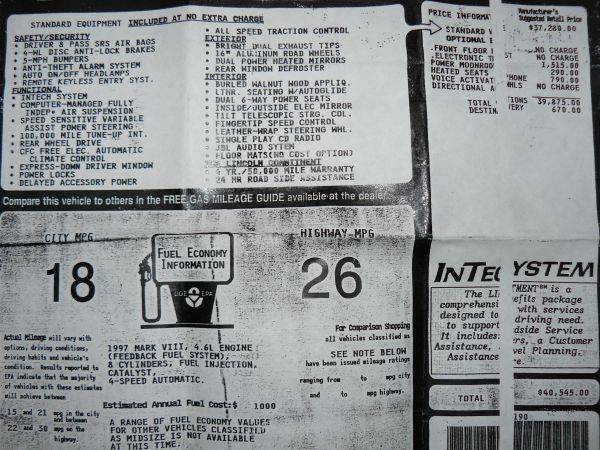 STANDARD EQUIPMENT INCLUDED AT NO EXTRA CHARGE
SAFETY/SECURITY
• DRIVER & PASS SRS AIR BAGS
• 4-WL DISC ANTI-LOCK BRAKES
• 5-MPH BUMPERS
• ANTI-THEFT ALARM SYSTEM
• AUTO ON/OFF HEADLAMPS
• REMOTE KEYLESS ENTRY SYST.
FUNCTIONAL
• INTECH SYSTEM
• COMPUTER-MANAGED FULLY
INDEP. AIR SUSPENSION
• SPEED SENSITIVE VARIABLE
ASSIST POWER STEERING
• 100,000 MILE TUNE-UP INT.
• REAR WHEEL DRIVE
• CFC FREE ELEC. AUTOMATIC
CLIMATE CONTROL
• EXPRESS-DOWN DRIVER WINDOW
• POWER LOCKS
• DELAYED ACCESSORY POWER
• ALL SPEED TRACTION CONTROL
EXTERIOR
• BRIGHT DUAL EXHAUST TIPS
• 16" ALUMINUM ROAD WHEELS
• DUAL POWER HEATED MIRRORS
• REAR WINDOW DEFROSTER
INTERIOR
• BURLED WALNUT WOOD APPLIQ.
• LTHR. SEATING W/AUTOGLIDE
• DUAL 6-WAY POWER SEATS
• INSIDE/OUTSIDE ELEC MIRROR
• TILT TELESCOPIC STRG. COL.
• FINGERTIP SPEED CONTROL
• LEATHER-WRAP STEERING WHL.
• SINGLE PLAY CD RADIO
• JBL AUDIO SYTEM
• FLOOR MATS(NO COST OPTION)
LINCOLN COMMITMENT
• 4 YR./50,000 MILE WARRANTY
• 24 HR ROAD SIDE ASSISTANCE
PRICE INFORMAT
Manufacturer's
Suggested Retail Price
STANDARD V $37,280.00
OPTIONAL
FRONT FLOOR NO CHARGE
ELECTRONIC T ST NO CHARGE
POWER MOONROO 1,515.00
HEATED SEATS 290.00
VOICE ACTIVAT PHONE 790.00
DIRECTIONAL A HLS NO CHARGE
TOTAL IONS 39,875.00
DESTIN ERY 670.00
Compare this vehicle to others in the FREE GAS MILEAGE GUIDE available at the dealer
CITY MPG
18
FUEL ECONOMY
INFORMATION
DOE EPA
HIGHWAY MPG
26
Actual Mileage will vary with
options, driving conditions,
driving habits and vehicle's
condition. Results reported to
EPA indicate that the majority
of vehicles with these estimates
will achieve between
15 and 21 mpg in the city
and between
22 and 30 mpg on the
highway.
1997 MARK VIII, 4.6L ENGINE
(FEEDBACK FUEL SYSTEM),
8 CYLINDERS, FUEL INJECTION,
CATALYST,
4-SPEED AUTOMATIC.
Estimated Annual Fuel Cost: $ 1000
A RANGE OF FUEL ECONOMY VALUES
FOR OTHER VEHICLES CLASSIFIED
AS MIDSIZE IS NOT AVAILABLE
AT THIS TIME.
For Comparison Shopping
all vehicles classified as
SEE NOTE BELOW
have been issued mileage ratings
ranging from to mpg city
and to mpg highway.
INTEC YSTEM
The LI TMENT℠ is a
comprehensi efits package
designed to with services
to support driving need.
It includes: dside Service
Assistance, rs, a Customer
Assistance vel Planning
e.
TOTAL $40,545.00
190